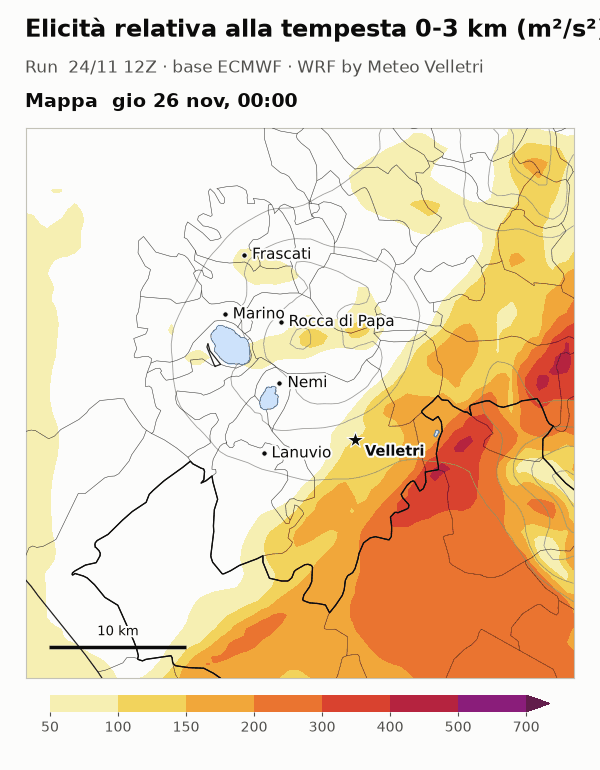 Elicità relativa alla tempesta 0-3 km (m²/s²)
Run  24/11 12Z · base ECMWF · WRF by Meteo Velletri
Mappa  gio 26 nov, 00:00
Frascati
Marino
Rocca di Papa
Nemi
Velletri
Lanuvio
10 km
50 100 150 200 300 400 500 700